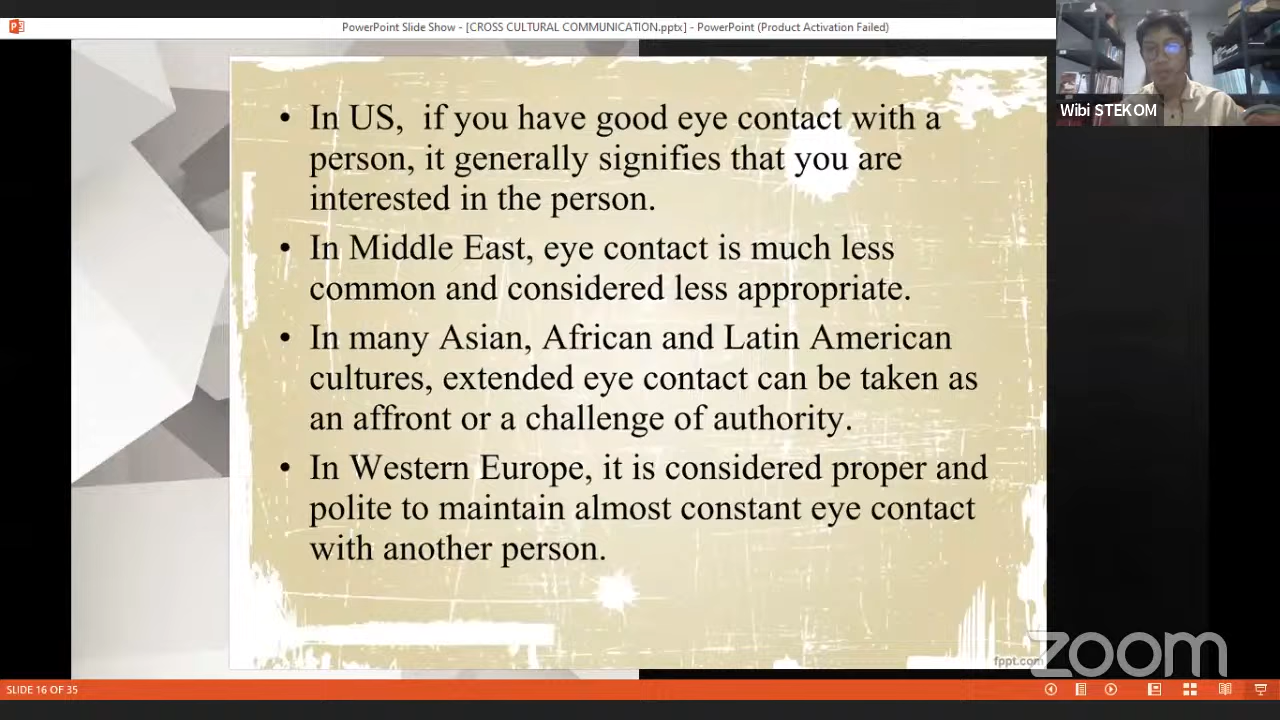 PowerPoint Slide Show - [CROSS CULTURAL COMMUNICATION.pptx] - PowerPoint (Product Activation Failed)
Wibi STEKOM
• In US,  if you have good eye contact with a
person, it generally signifies that you are
interested in the person.
• In Middle East, eye contact is much less
common and considered less appropriate.
• In many Asian, African and Latin American
cultures, extended eye contact can be taken as
an affront or a challenge of authority.
• In Western Europe, it is considered proper and
polite to maintain almost constant eye contact
with another person.
fppt.com
zoom
SLIDE 16 OF 35